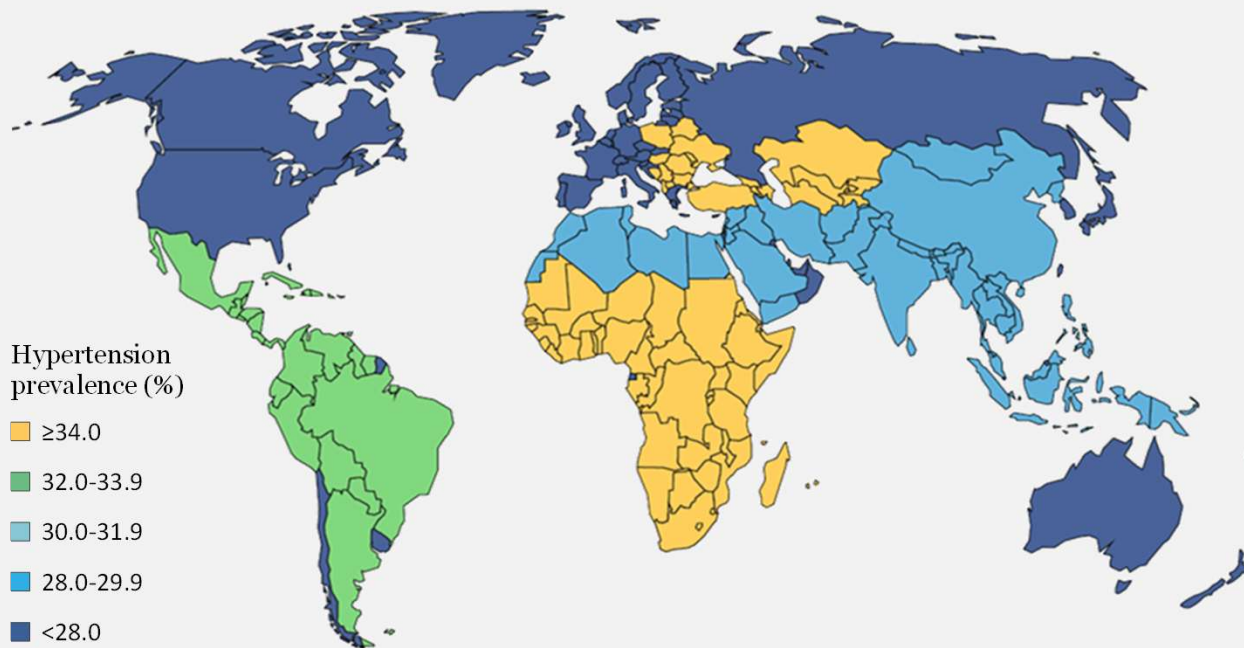 Hypertension
prevalence (%)
≥34.0
32.0-33.9
30.0-31.9
28.0-29.9
<28.0